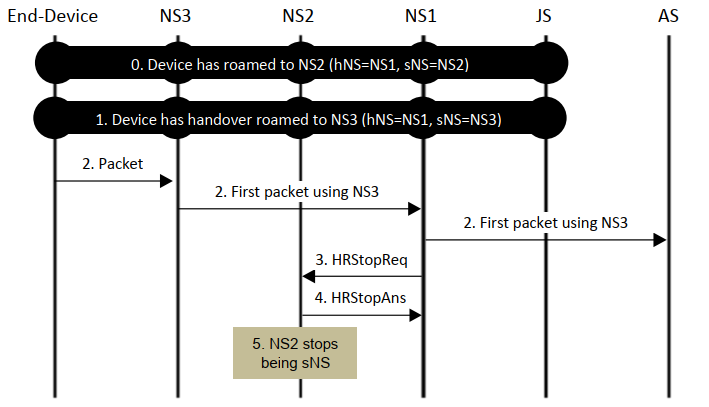 End-Device NS3 NS2 NS1 JS AS
0. Device has roamed to NS2 (hNS=NS1, sNS=NS2)
1. Device has handover roamed to NS3 (hNS=NS1, sNS=NS3)
2. Packet
2. First packet using NS3
2. First packet using NS3
3. HRStopReq
4. HRStopAns
5. NS2 stops
being sNS